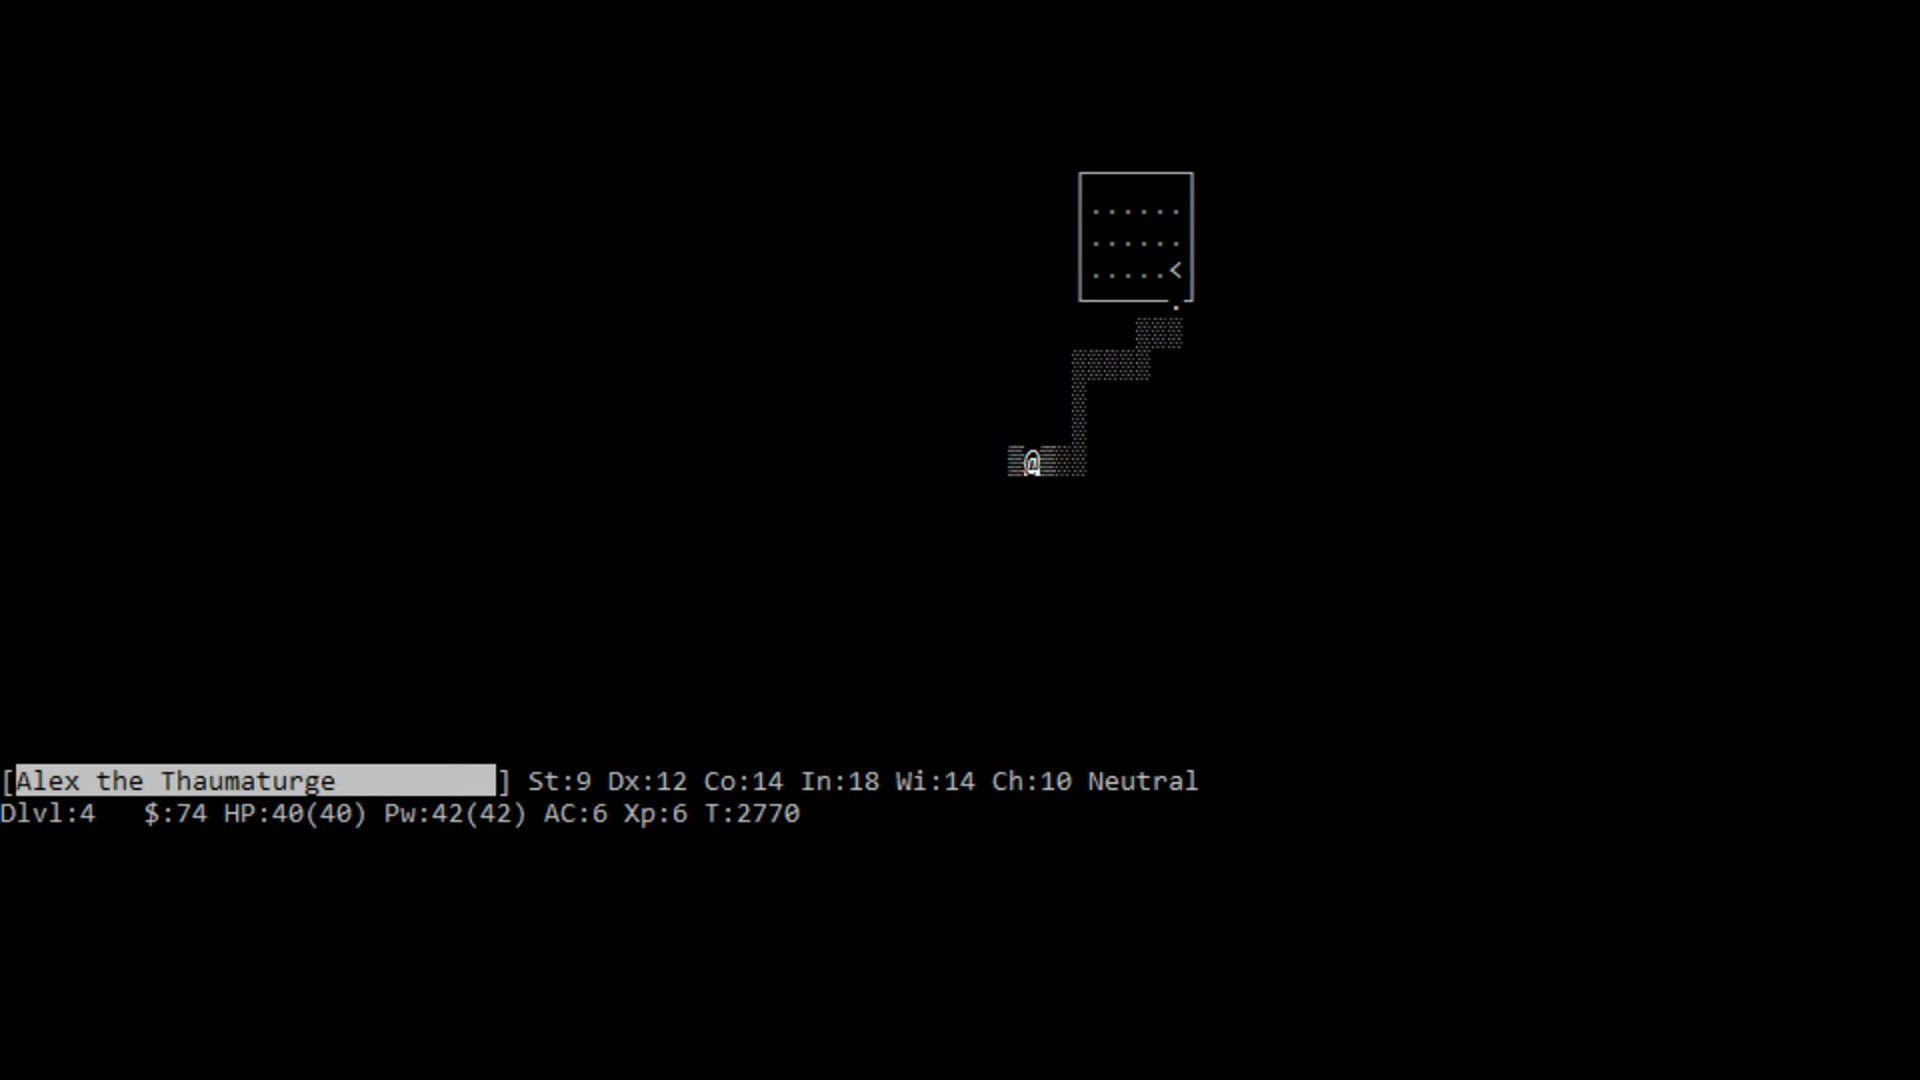 ......
......
.....<
.
@
[Alex the Thaumaturge ] St:9 Dx:12 Co:14 In:18 Wi:14 Ch:10 Neutral
Dlvl:4 $:74 HP:40(40) Pw:42(42) AC:6 Xp:6 T:2770